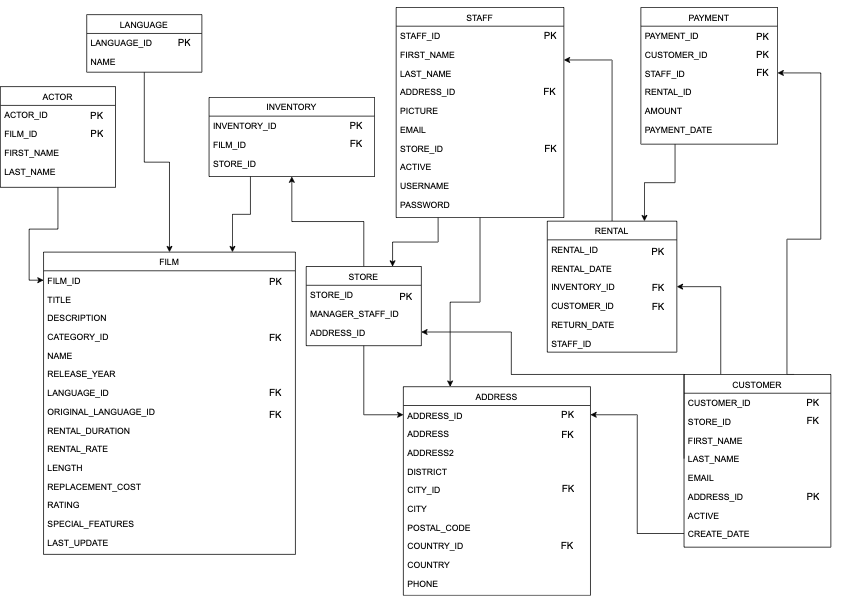 LANGUAGE
LANGUAGE_ID PK
NAME
ACTOR
ACTOR_ID PK
FILM_ID PK
FIRST_NAME
LAST_NAME
INVENTORY
INVENTORY_ID PK
FILM_ID FK
STORE_ID
STAFF
STAFF_ID PK
FIRST_NAME
LAST_NAME
ADDRESS_ID FK
PICTURE
EMAIL
STORE_ID FK
ACTIVE
USERNAME
PASSWORD
PAYMENT
PAYMENT_ID PK
CUSTOMER_ID PK
STAFF_ID FK
RENTAL_ID
AMOUNT
PAYMENT_DATE
FILM
FILM_ID PK
TITLE
DESCRIPTION
CATEGORY_ID FK
NAME
RELEASE_YEAR
LANGUAGE_ID FK
ORIGINAL_LANGUAGE_ID FK
RENTAL_DURATION
RENTAL_RATE
LENGTH
REPLACEMENT_COST
RATING
SPECIAL_FEATURES
LAST_UPDATE
STORE
STORE_ID PK
MANAGER_STAFF_ID
ADDRESS_ID
RENTAL
RENTAL_ID PK
RENTAL_DATE
INVENTORY_ID FK
CUSTOMER_ID FK
RETURN_DATE
STAFF_ID
ADDRESS
ADDRESS_ID PK
ADDRESS FK
ADDRESS2
DISTRICT
CITY_ID FK
CITY
POSTAL_CODE
COUNTRY_ID FK
COUNTRY
PHONE
CUSTOMER
CUSTOMER_ID PK
STORE_ID FK
FIRST_NAME
LAST_NAME
EMAIL
ADDRESS_ID PK
ACTIVE
CREATE_DATE